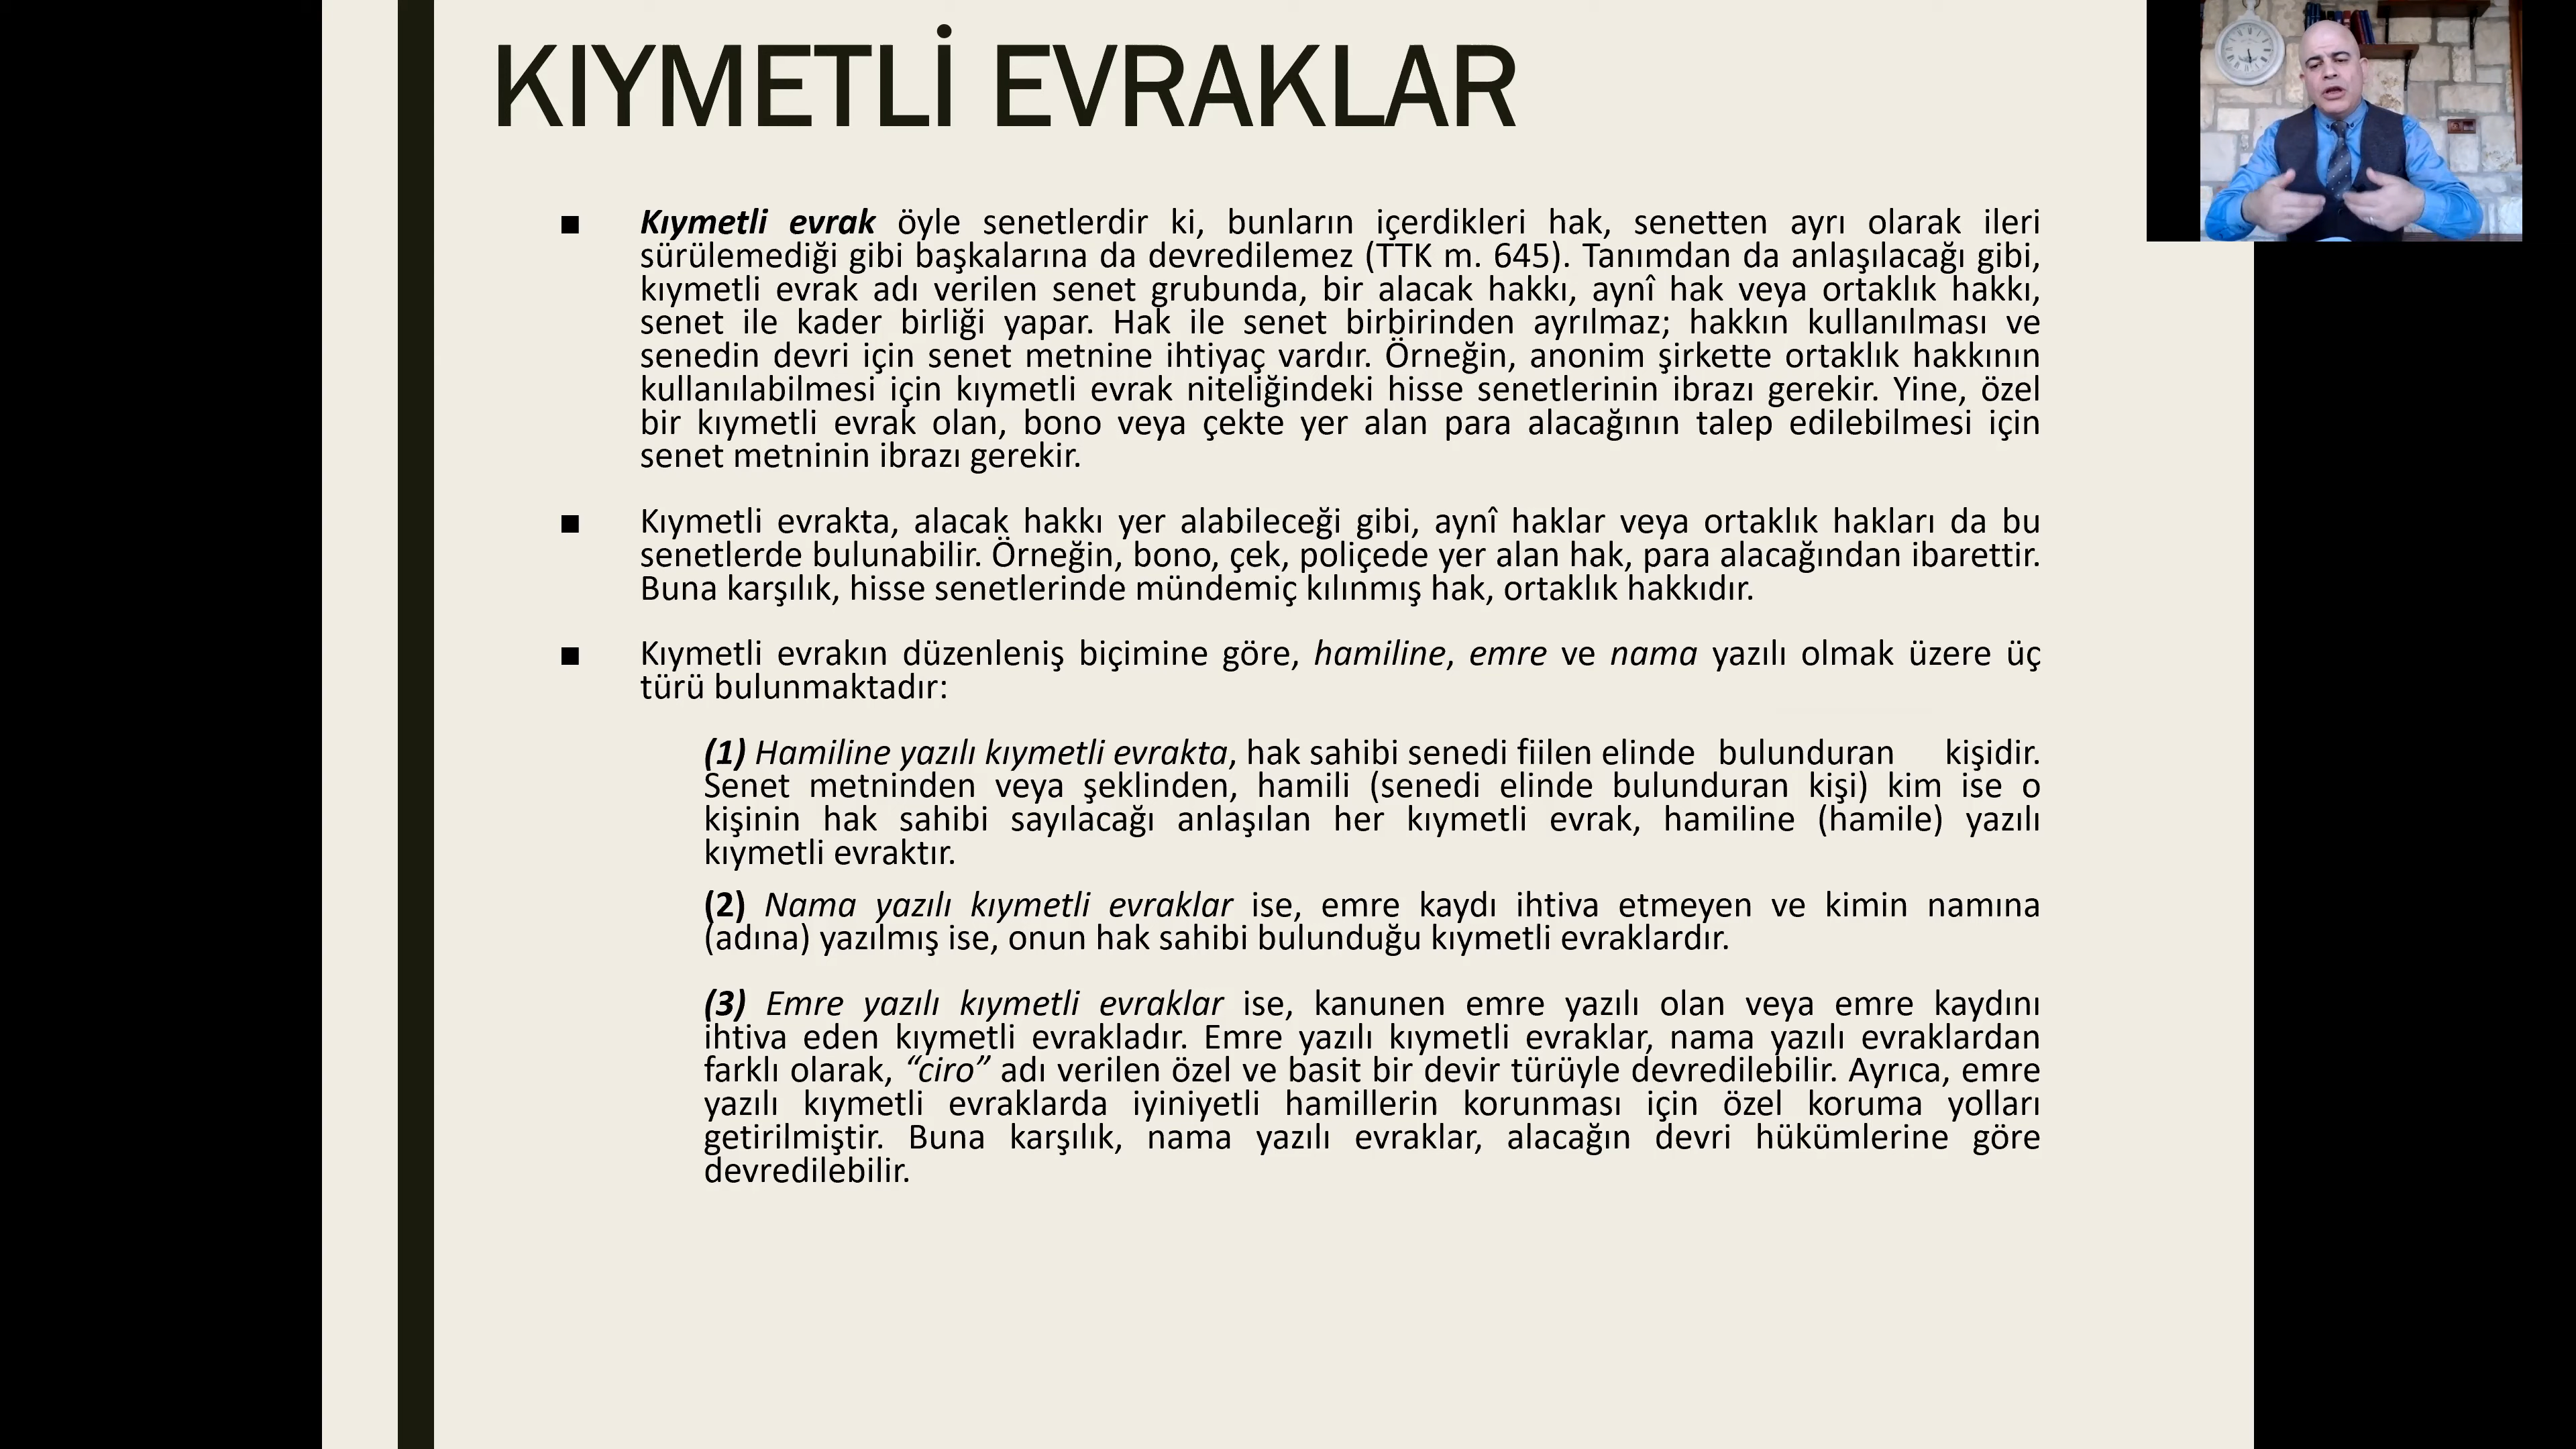 KIYMETLİ EVRAKLAR
■ Kıymetli evrak öyle senetlerdir ki, bunların içerdikleri hak, senetten ayrı olarak ileri
sürülemediği gibi başkalarına da devredilemez (TTK m. 645). Tanımdan da anlaşılacağı gibi,
kıymetli evrak adı verilen senet grubunda, bir alacak hakkı, aynî hak veya ortaklık hakkı,
senet ile kader birliği yapar. Hak ile senet birbirinden ayrılmaz; hakkın kullanılması ve
senedin devri için senet metnine ihtiyaç vardır. Örneğin, anonim şirkette ortaklık hakkının
kullanılabilmesi için kıymetli evrak niteliğindeki hisse senetlerinin ibrazı gerekir. Yine, özel
bir kıymetli evrak olan, bono veya çekte yer alan para alacağının talep edilebilmesi için
senet metninin ibrazı gerekir.
■ Kıymetli evrakta, alacak hakkı yer alabileceği gibi, aynî haklar veya ortaklık hakları da bu
senetlerde bulunabilir. Örneğin, bono, çek, poliçede yer alan hak, para alacağından ibarettir.
Buna karşılık, hisse senetlerinde mündemiç kılınmış hak, ortaklık hakkıdır.
■ Kıymetli evrakın düzenleniş biçimine göre, hamiline, emre ve nama yazılı olmak üzere üç
türü bulunmaktadır:
(1) Hamiline yazılı kıymetli evrakta, hak sahibi senedi fiilen elinde bulunduran kişidir.
Senet metninden veya şeklinden, hamili (senedi elinde bulunduran kişi) kim ise o
kişinin hak sahibi sayılacağı anlaşılan her kıymetli evrak, hamiline (hamile) yazılı
kıymetli evraktır.
(2) Nama yazılı kıymetli evraklar ise, emre kaydı ihtiva etmeyen ve kimin namına
(adına) yazılmış ise, onun hak sahibi bulunduğu kıymetli evraklardır.
(3) Emre yazılı kıymetli evraklar ise, kanunen emre yazılı olan veya emre kaydını
ihtiva eden kıymetli evrakladır. Emre yazılı kıymetli evraklar, nama yazılı evraklardan
farklı olarak, “ciro” adı verilen özel ve basit bir devir türüyle devredilebilir. Ayrıca, emre
yazılı kıymetli evraklarda iyiniyetli hamillerin korunması için özel koruma yolları
getirilmiştir. Buna karşılık, nama yazılı evraklar, alacağın devri hükümlerine göre
devredilebilir.